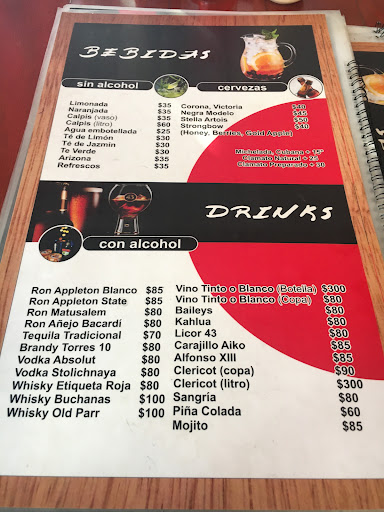 BEBIDAS
sin alcohol
cervezas
Limonada $35
Naranjada $35
Calpis (vaso) $35
Calpis (litro) $60
Agua embotellada $25
Té de Limón $30
Té de Jazmín $30
Te Verde $30
Arizona $35
Refrescos $35
Corona, Victoria $40
Negra Modelo $45
Stella Artois $50
Strongbow $40
(Honey, Berries, Gold Apple)
Michelada, Cubana + 15*
Clamato Natural + 25
Clamato Preparado + 30
DRINKS
con alcohol
Ron Appleton Blanco $85
Ron Appleton State $85
Ron Matusalem $80
Ron Añejo Bacardí $80
Tequila Tradicional $70
Brandy Torres 10 $80
Vodka Absolut $80
Vodka Stolichnaya $80
Whisky Etiqueta Roja $80
Whisky Buchanas $100
Whisky Old Parr $100
Vino Tinto o Blanco (Botella) $300
Vino Tinto o Blanco (Copa) $80
Baileys $80
Kahlua $80
Licor 43 $80
Carajillo Aiko $85
Alfonso XIII $85
Clericot (copa) $90
Clericot (litro) $300
Sangría $80
Piña Colada $60
Mojito $85